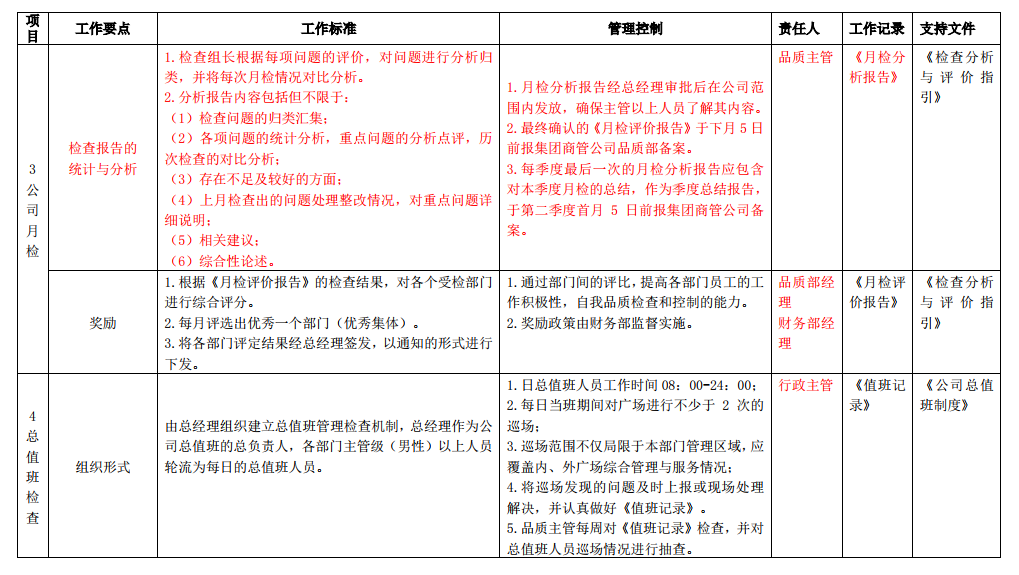 项目
工作要点
工作标准
管理控制
责任人
工作记录
支持文件
3
公
司
月
检
检查报告的
统计与分析
1.检查组长根据每项问题的评价，对问题进行分析归
类，并将每次月检情况对比分析。
2.分析报告内容包括但不限于：
（1）检查问题的归类汇集；
（2）各项问题的统计分析，重点问题的分析点评，历
次检查的对比分析；
（3）存在不足及较好的方面；
（4）上月检查出的问题处理整改情况，对重点问题详
细说明；
（5）相关建议；
（6）综合性论述。
1.月检分析报告经总经理审批后在公司范
围内发放，确保主管以上人员了解其内容。
2.最终确认的《月检评价报告》于下月5日
前报集团商管公司品质部备案。
3.每季度最后一次的月检分析报告应包含
对本季度月检的总结，作为季度总结报告，
于第二季度首月 5 日前报集团商管公司备
案。
品质主管
《月检分
析报告》
《检查分析
与评价指
引》
奖励
1.根据《月检评价报告》的检查结果，对各个受检部门
进行综合评分。
2.每月评选出优秀一个部门（优秀集体）。
3.将各部门评定结果经总经理签发，以通知的形式进行
下发。
1.通过部门间的评比，提高各部门员工的工
作积极性，自我品质检查和控制的能力。
2.奖励政策由财务部监督实施。
品质部经
理
财务部经
理
《月检评
价报告》
《检查分析
与评价指
引》
4
总
值
班
检
查
组织形式
由总经理组织建立总值班管理检查机制，总经理作为公
公司总值班的总负责人，各部门主管级（男性）以上人员
轮流为每日的总值班人员。
1.日总值班人员工作时间08：00-24：00；
2.每日当班期间对广场进行不少于 2 次的
巡场；
3.巡场范围不仅局限于本部门管理区域，应
覆盖内、外广场综合管理与服务情况；
4.将巡场发现的问题及时上报或现场处理
解决，并认真做好《值班记录》。
5.品质主管每周对《值班记录》检查，并对
总值班人员巡场情况进行抽查。
行政主管
《值班记
录》
《公司总值
班制度》